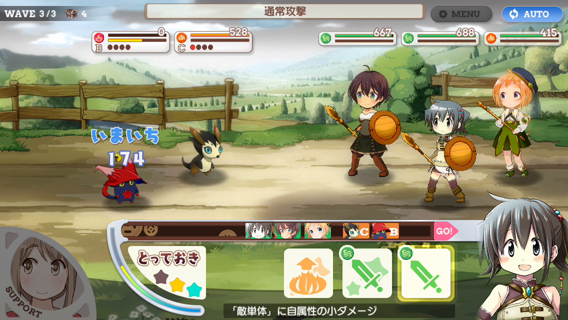 WAVE 3/3 4
通常攻撃
MENU
AUTO
B 0
C 528
667
688
415
いまいち
174
C B GO!
とっておき
SUPPORT
「敵単体」に自属性の小ダメージ